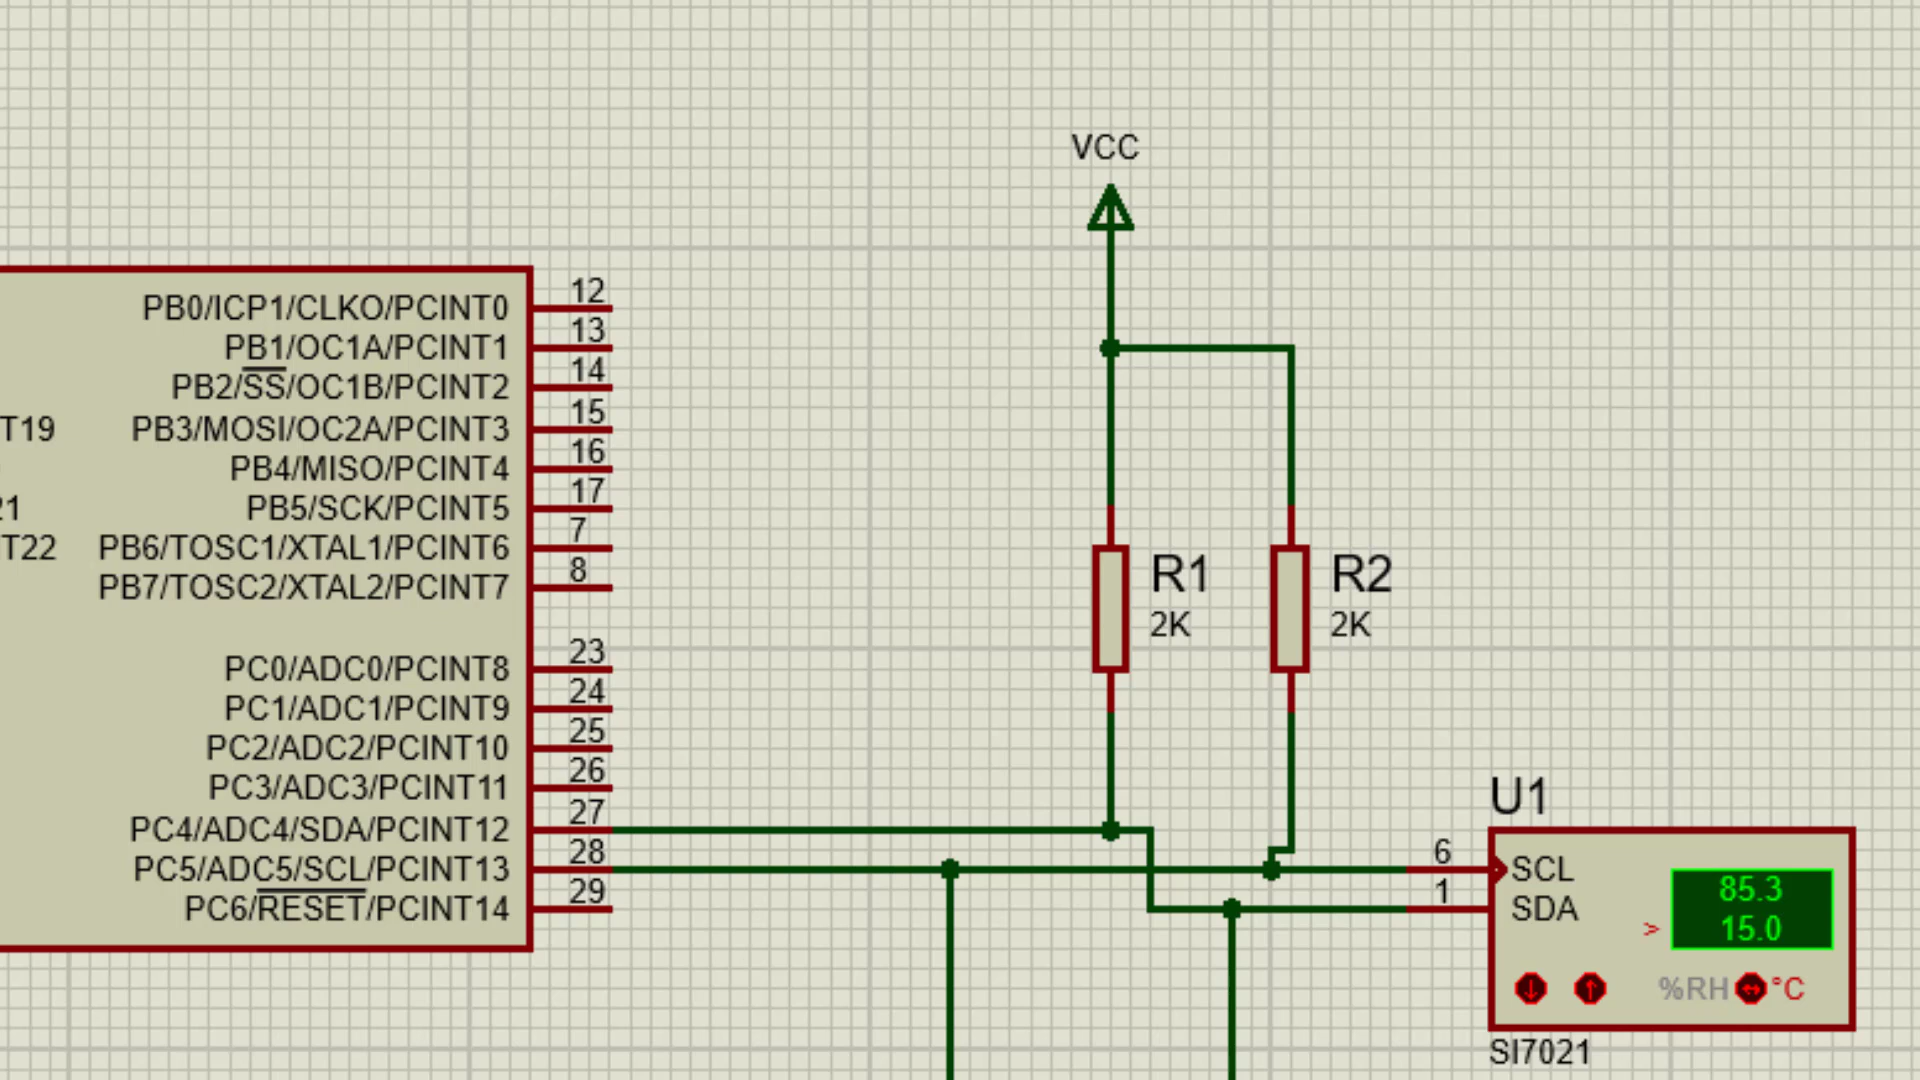 VCC
12
PB0/ICP1/CLKO/PCINT0
13
PB1/OC1A/PCINT1
14
PB2/SS/OC1B/PCINT2
15
T19
PB3/MOSI/OC2A/PCINT3
16
PB4/MISO/PCINT4
17
21
PB5/SCK/PCINT5
7
T22
PB6/TOSC1/XTAL1/PCINT6
8
PB7/TOSC2/XTAL2/PCINT7
R1
2K
R2
2K
23
PC0/ADC0/PCINT8
24
PC1/ADC1/PCINT9
25
PC2/ADC2/PCINT10
26
PC3/ADC3/PCINT11
27
PC4/ADC4/SDA/PCINT12
28
PC5/ADC5/SCL/PCINT13
29
PC6/RESET/PCINT14
U1
6
SCL
1
SDA
85.3
>
15.0
%RH
°C
SI7021